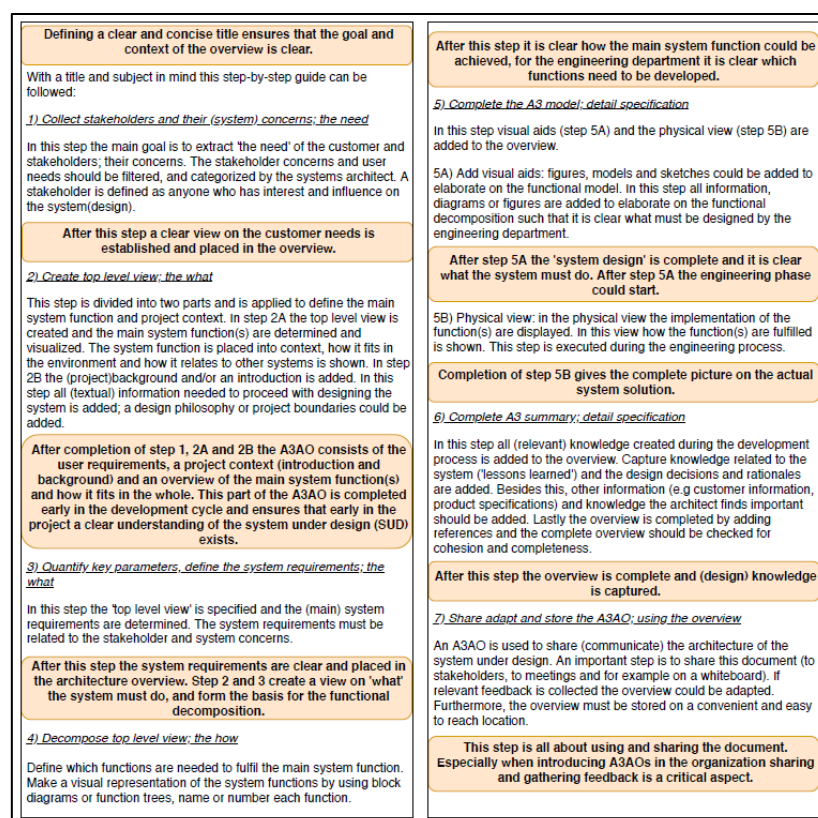 Defining a clear and concise title ensures that the goal and
context of the overview is clear.
With a title and subject in mind this step-by-step guide can be
followed:
1) Collect stakeholders and their (system) concerns; the need
In this step the main goal is to extract 'the need' of the customer and
stakeholders; their concerns. The stakeholder concerns and user
needs should be filtered, and categorized by the systems architect. A
stakeholder is defined as anyone who has interest and influence on
the system(design).
After this step a clear view on the customer needs is
established and placed in the overview.
2) Create top level view; the what
This step is divided into two parts and is applied to define the main
system function and project context. In step 2A the top level view is
created and the main system function(s) are determined and
visualized. The system function is placed into context, how it fits in
the environment and how it relates to other systems is shown. In step
2B the (project)background and/or an introduction is added. In this
step all (textual) information needed to proceed with designing
the system is added; a design philosophy or project boundaries could be
added.
After completion of step 1, 2A and 2B the A3AO consists of the
user requirements, a project context (introduction and
background) and an overview of the main system function(s)
and how it fits in the whole. This part of the A3AO is completed
early in the development cycle and ensures that early in the
project a clear understanding of the system under design (SUD)
exists.
3) Quantify key parameters, define the system requirements; the
what
In this step the 'top level view' is specified and the (main) system
requirements are determined. The system requirements must be
related to the stakeholder and system concerns.
After this step the system requirements are clear and placed in
the architecture overview. Step 2 and 3 create a view on 'what'
the system must do, and form the basis for the functional
decomposition.
4) Decompose top level view; the how
Define which functions are needed to fulfil the main system function.
Make a visual representation of the system functions by using block
diagrams or function trees, name or number each function.
After this step it is clear how the main system function could be
achieved, for the engineering department it is clear which
functions need to be developed.
5) Complete the A3 model; detail specification
In this step visual aids (step 5A) and the physical view (step 5B) are
added to the overview.
5A) Add visual aids: figures, models and sketches could be added to
elaborate on the functional model. In this step all information,
diagrams or figures are added to elaborate on the functional
decomposition such that it is clear what must be designed by the
engineering department.
After step 5A the 'system design' is complete and it is clear
what the system must do. After step 5A the engineering phase
could start.
5B) Physical view: in the physical view the implementation of the
function(s) are displayed. In this view how the function(s) are fulfilled
is shown. This step is executed during the engineering process.
Completion of step 5B gives the complete picture on the actual
system solution.
6) Complete A3 summary; detail specification
In this step all (relevant) knowledge created during the development
process is added to the overview. Capture knowledge related to the
system ('lessons learned') and the design decisions and rationales
are added. Besides this, other information (e.g customer information,
product specifications) and knowledge the architect finds important
should be added. Lastly the overview is completed by adding
references and the complete overview should be checked for
cohesion and completeness.
After this step the overview is complete and (design) knowledge
is captured.
7) Share adapt and store the A3AO; using the overview
An A3AO is used to share (communicate) the architecture of the
system under design. An important step is to share this document (to
stakeholders, to meetings and for example on a whiteboard). If
relevant feedback is collected the overview could be adapted.
Furthermore, the overview must be stored on a convenient and easy
to reach location.
This step is all about using and sharing the document.
Especially when introducing A3AOs in the organization sharing
and gathering feedback is a critical aspect.